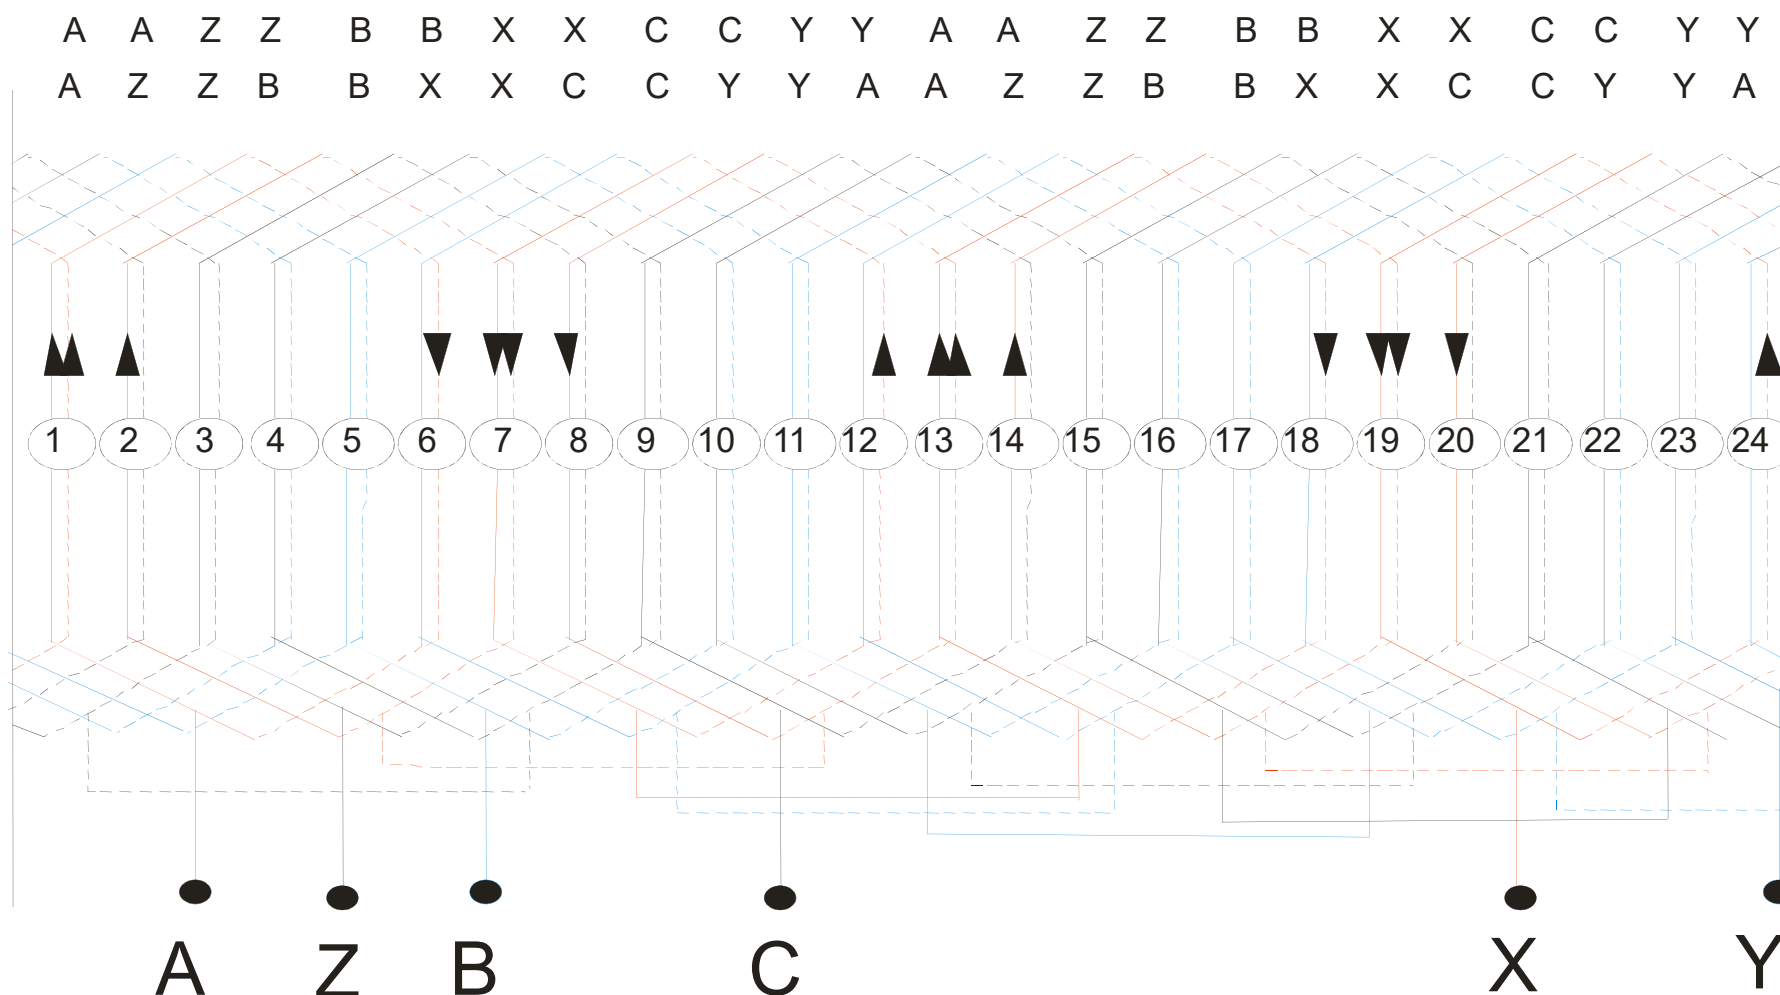 A A Z Z B B X X C C Y Y A A Z Z B B X X C C Y Y
A Z Z B B X X C C Y Y A A Z Z B B X X C C Y Y A
1 2 3 4 5 6 7 8 9 10 11 12 13 14 15 16 17 18 19 20 21 22 23 24
A Z B C X Y